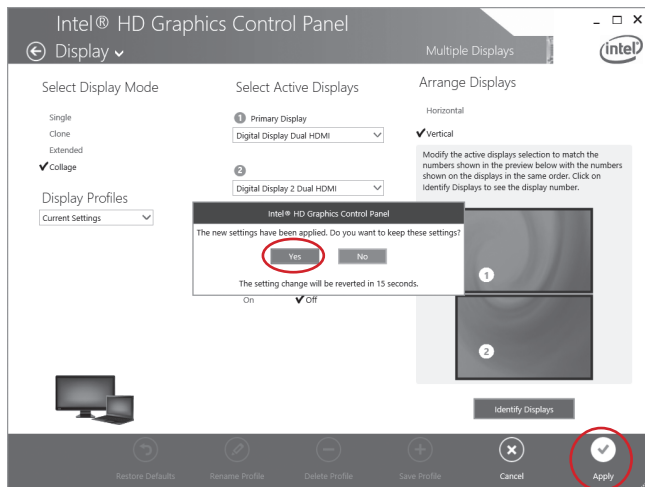 Intel® HD Graphics Control Panel
Display
Multiple Displays
intel®
Select Display Mode
Single
Clone
Extended
Collage
Display Profiles
Current Settings
Select Active Displays
1 Primary Display
Digital Display Dual HDMI
2
Digital Display 2 Dual HDMI
On Off
Arrange Displays
Horizontal
Vertical
Modify the active displays selection to match the
numbers shown in the preview below with the numbers
shown on the displays in the same order. Click on
Identify Displays to see the display number.
1
2
Identify Displays
Intel® HD Graphics Control Panel
The new settings have been applied. Do you want to keep these settings?
Yes No
The setting change will be reverted in 15 seconds.
Restore Defaults Rename Profile Delete Profile Save Profile Cancel Apply